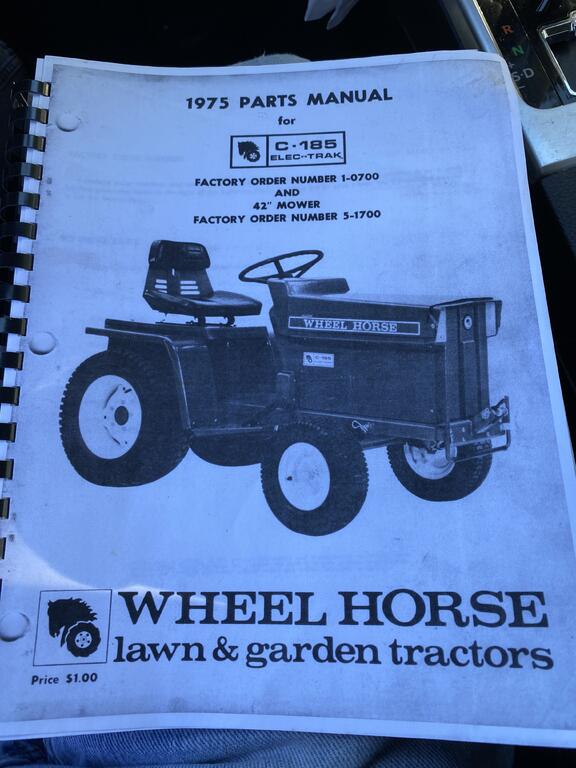 1975 PARTS MANUAL
for
C-185
ELEC-TRAK
FACTORY ORDER NUMBER 1-0700
AND
42" MOWER
FACTORY ORDER NUMBER 5-1700
WHEEL HORSE
C-185
WHEEL HORSE
lawn & garden tractors
Price $1.00
R
N
S-D